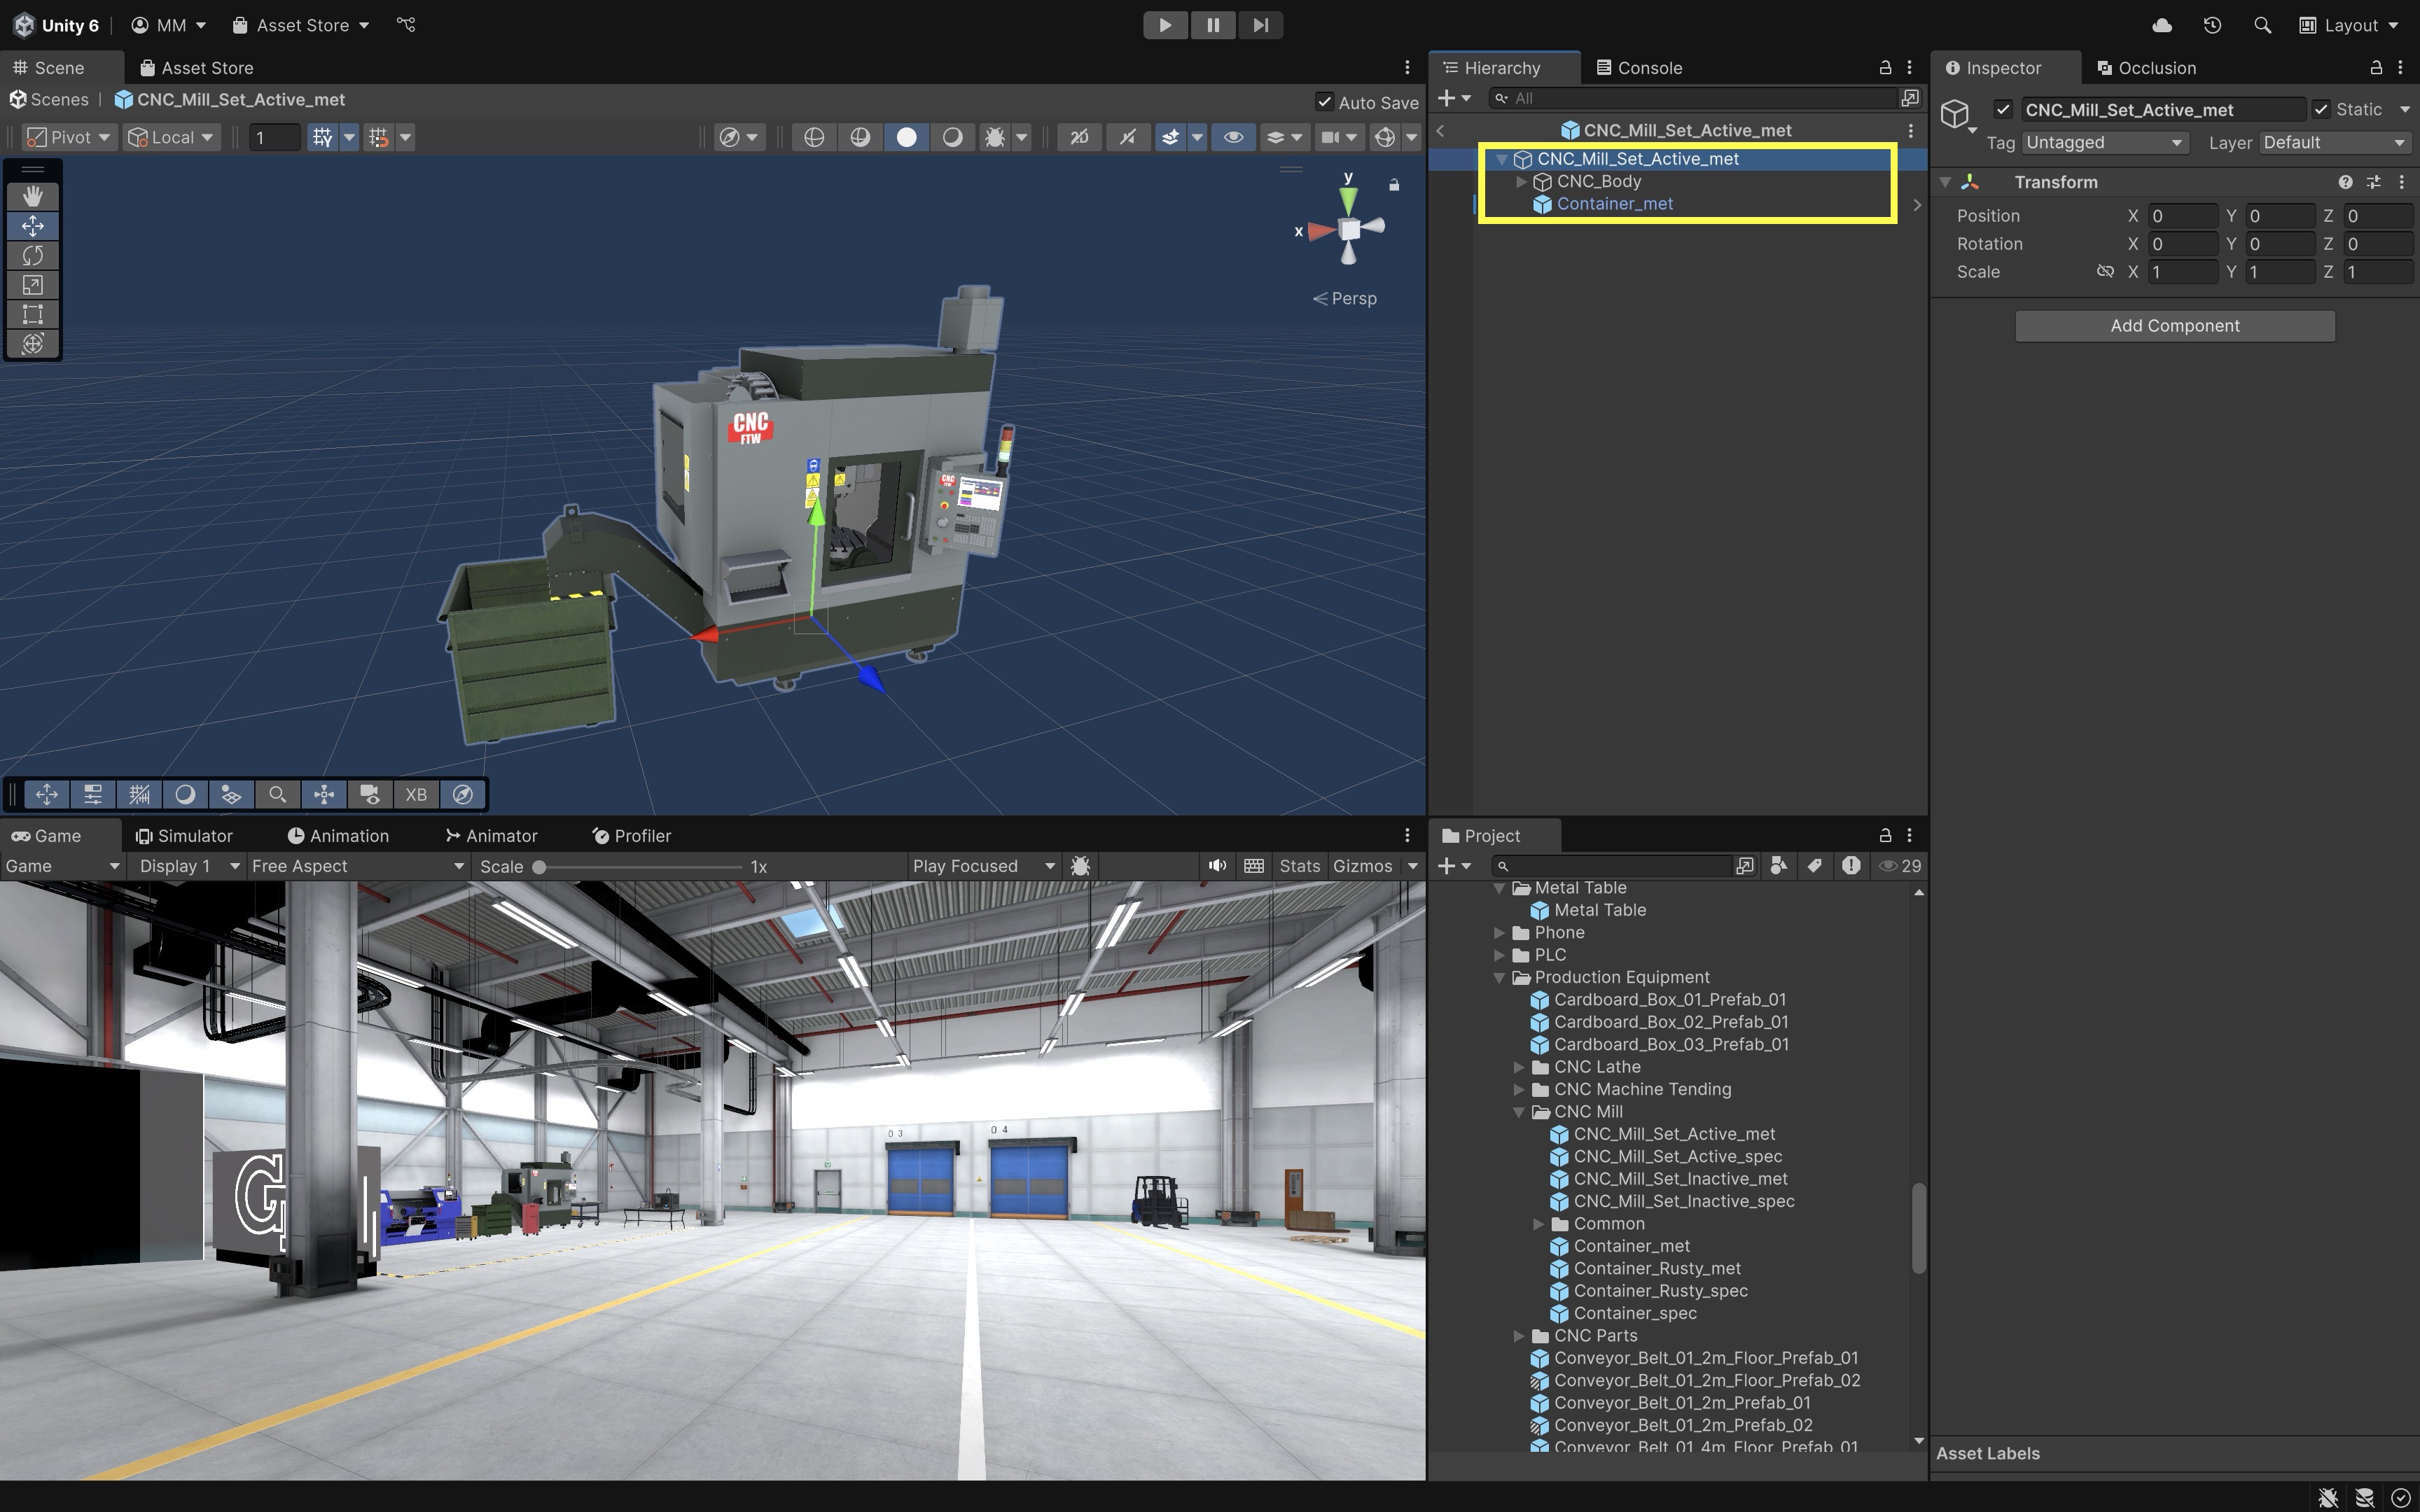 Unity 6
MM
Asset Store
Layout
Scene
Asset Store
Scenes
CNC_Mill_Set_Active_met
Auto Save
Pivot
Local
1
2D
y
x
Persp
CNC
FTW
CNC
XB
Hierarchy
Console
All
CNC_Mill_Set_Active_met
CNC_Mill_Set_Active_met
CNC_Body
Container_met
Inspector
Occlusion
CNC_Mill_Set_Active_met
Static
Tag
Untagged
Layer
Default
Transform
Position X 0 Y 0 Z 0
Rotation X 0 Y 0 Z 0
Scale X 1 Y 1 Z 1
Add Component
Asset Labels
Game
Simulator
Animation
Animator
Profiler
Game
Display 1
Free Aspect
Scale
1x
Play Focused
Stats
Gizmos
03
04
G
Project
29
Metal Table
Metal Table
Phone
PLC
Production Equipment
Cardboard_Box_01_Prefab_01
Cardboard_Box_02_Prefab_01
Cardboard_Box_03_Prefab_01
CNC Lathe
CNC Machine Tending
CNC Mill
CNC_Mill_Set_Active_met
CNC_Mill_Set_Active_spec
CNC_Mill_Set_Inactive_met
CNC_Mill_Set_Inactive_spec
Common
Container_met
Container_Rusty_met
Container_Rusty_spec
Container_spec
CNC Parts
Conveyor_Belt_01_2m_Floor_Prefab_01
Conveyor_Belt_01_2m_Floor_Prefab_02
Conveyor_Belt_01_2m_Prefab_01
Conveyor_Belt_01_2m_Prefab_02
Conveyor_Belt_01_4m_Floor_Prefab_01